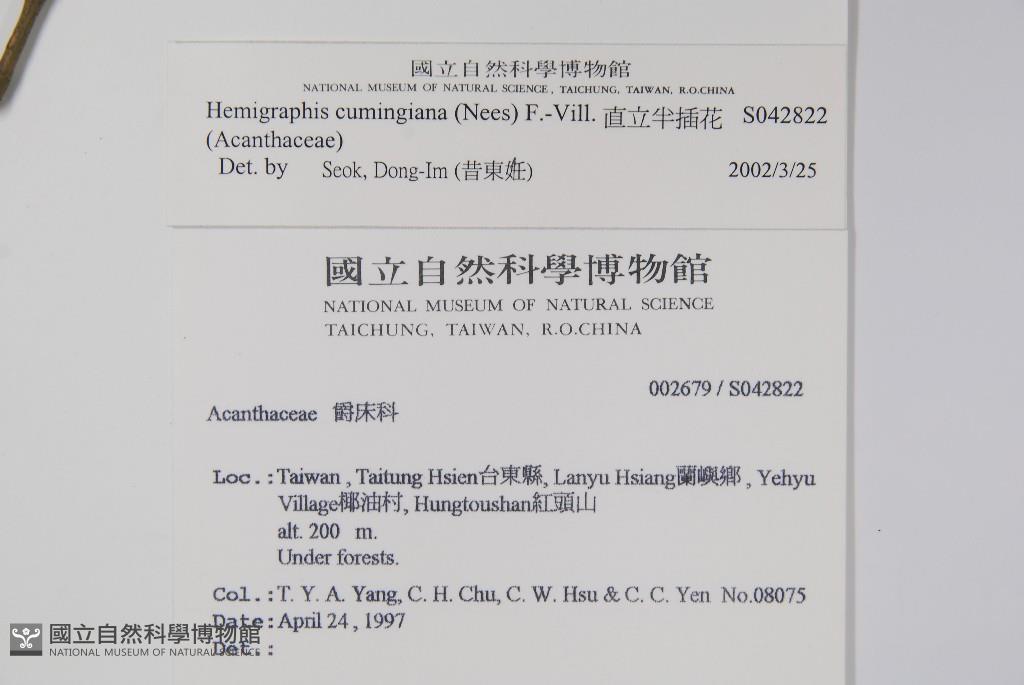 國立自然科學博物館
NATIONAL MUSEUM OF NATURAL SCIENCE, TAICHUNG, TAIWAN, R.O.CHINA
Hemigraphis cumingiana (Nees) F.-Vill. 直立半插花 S042822
(Acanthaceae)
Det. by Seok, Dong-Im (昔東妊) 2002/3/25
國立自然科學博物館
NATIONAL MUSEUM OF NATURAL SCIENCE
TAICHUNG, TAIWAN, R.O.CHINA
002679 / S042822
Acanthaceae 爵床科
Loc.: Taiwan , Taitung Hsien台東縣, Lanyu Hsiang蘭嶼鄉 , Yehyu
Village椰油村, Hungtoushan紅頭山
alt. 200 m.
Under forests.
Col.: T. Y. A. Yang, C. H. Chu, C. W. Hsu & C. C. Yen No.08075
Date: April 24 , 1997
Det.:
國立自然科學博物館
NATIONAL MUSEUM OF NATURAL SCIENCE